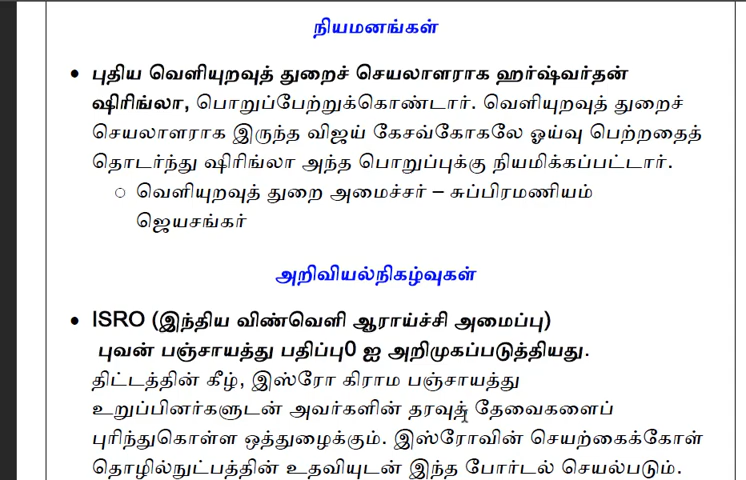 நியமனங்கள்
• புதிய வெளியுறவுத் துறைச் செயலாளராக ஹர்ஷ்வர்தன்
ஷிரிங்லா, பொறுப்பேற்றுக்கொண்டார். வெளியுறவுத் துறைச்
செயலாளராக இருந்த விஜய் கேசவ்கோகலே ஓய்வு பெற்றதைத்
தொடர்ந்து ஷிரிங்லா அந்த பொறுப்புக்கு நியமிக்கப்பட்டார்.
○ வெளியுறவுத் துறை அமைச்சர் – சுப்பிரமணியம்
ஜெயசங்கர்
அறிவியல்நிகழ்வுகள்
• ISRO (இந்திய விண்வெளி ஆராய்ச்சி அமைப்பு)
புவன் பஞ்சாயத்து பதிப்பு0 ஐ அறிமுகப்படுத்தியது.
திட்டத்தின் கீழ், இஸ்ரோ கிராம பஞ்சாயத்து
உறுப்பினர்களுடன் அவர்களின் தரவுத் தேவைகளைப்
புரிந்துகொள்ள ஒத்துழைக்கும். இஸ்ரோவின் செயற்கைக்கோள்
தொழில்நுட்பத்தின் உதவியுடன் இந்த போர்டல் செயல்படும்.